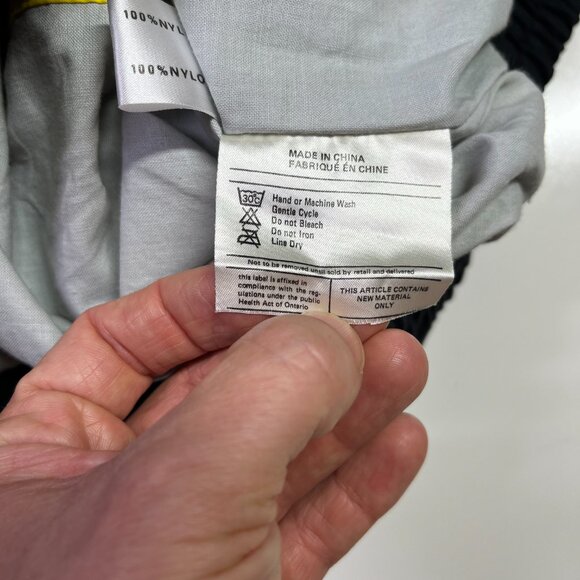 100%NYLO
100%NYLO
MADE IN CHINA
FABRIQUÉ EN CHINE
30C
Hand or Machine Wash
Gentle Cycle
Do not Bleach
Do not Iron
Line Dry
Not to be removed until sold by retail and delivered
this label is affixed in
compliance with the reg-
ulations under the public
Health Act of Ontario
THIS ARTICLE CONTAINS
NEW MATERIAL
ONLY